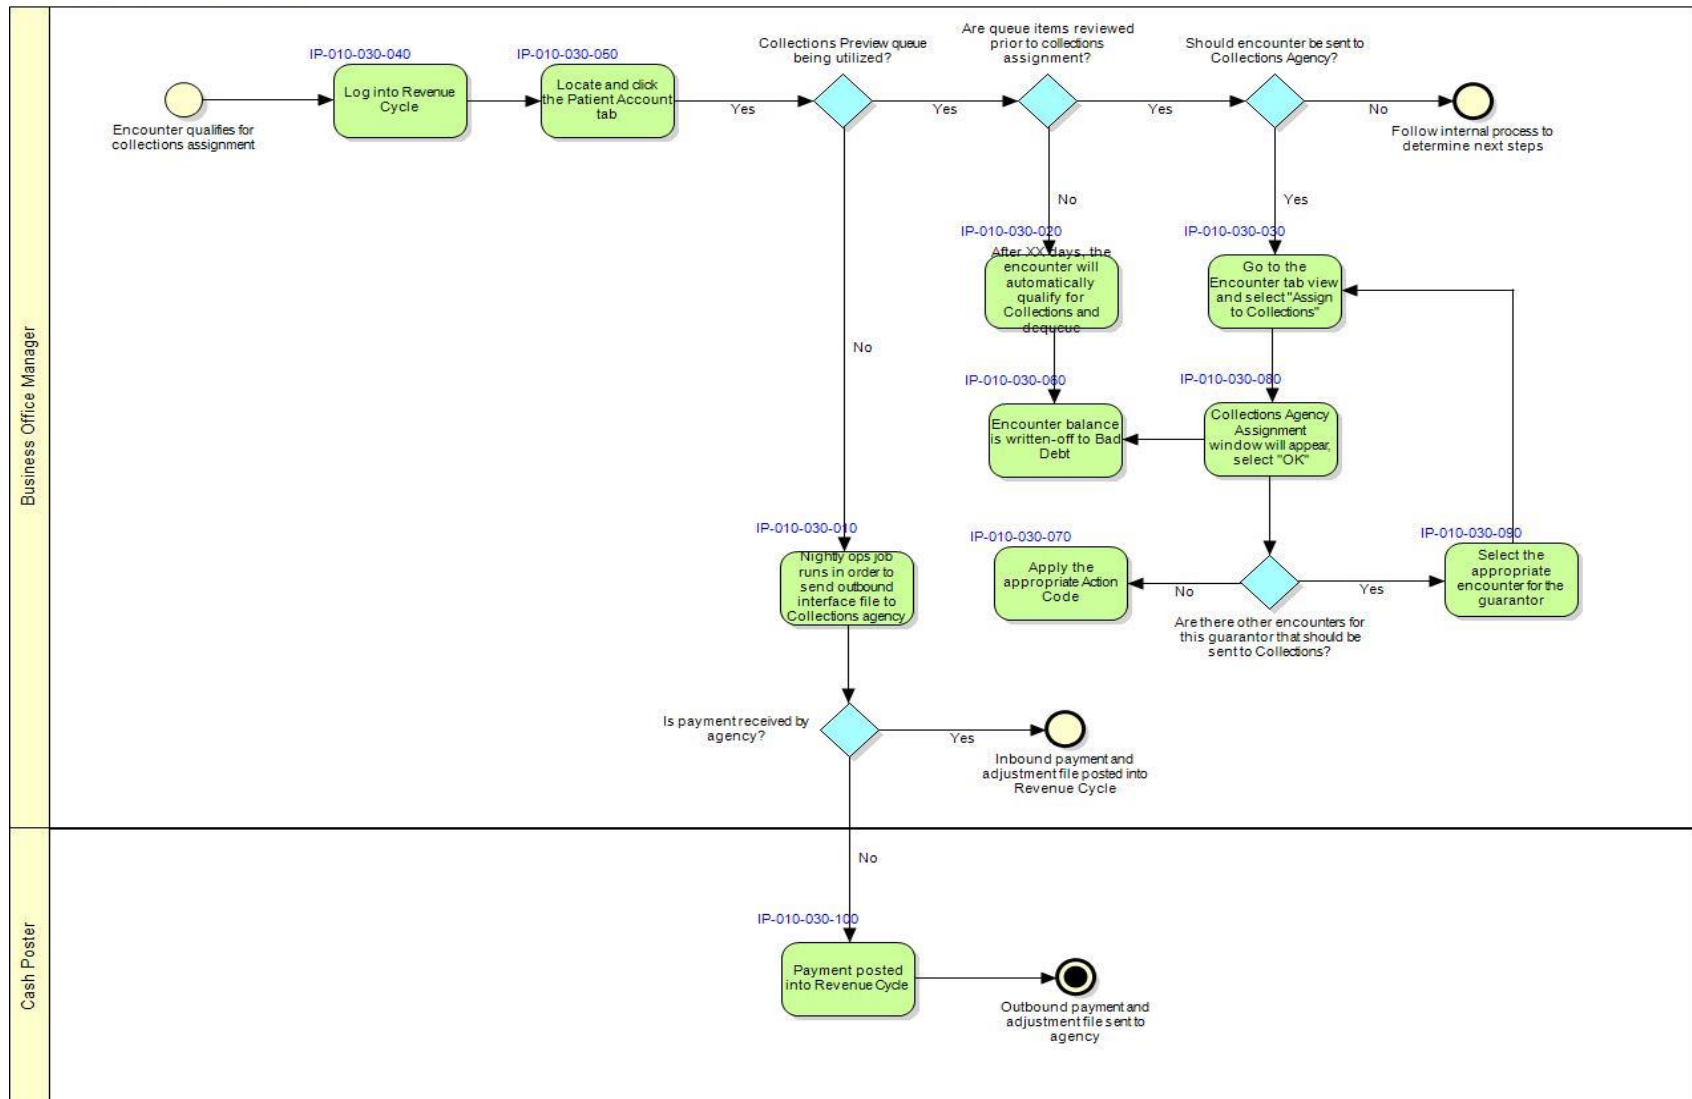 Business Office Manager
Encounter qualifies for
collections assignment
IP-010-030-040
Log into Revenue
Cycle
IP-010-030-050
Locate and click
the Patient Account
tab
Yes
Collections Preview queue
being utilized?
Yes
Are queue items reviewed
prior to collections
assignment?
Yes
Should encounter be sent to
Collections Agency?
No
Follow internal process to
determine next steps
No
Yes
IP-010-030-020
After XX days, the
encounter will
automatically
qualify for
Collections and
dequeue
IP-010-030-030
Go to the
Encounter tab view
and select "Assign
to Collections"
No
IP-010-030-060
Encounter balance
is written-off to Bad
Debt
IP-010-030-080
Collections Agency
Assignment
window will appear,
select "OK"
IP-010-030-010
Nightly ops job
runs in order to
send outbound
interface file to
Collections agency
IP-010-030-070
Apply the
appropriate Action
Code
No
Yes
Are there other encounters for
this guarantor that should be
sent to Collections?
IP-010-030-090
Select the
appropriate
encounter for the
guarantor
Is payment received by
agency?
Yes
Inbound payment and
adjustment file posted into
Revenue Cycle
Cash Poster
No
IP-010-030-100
Payment posted
into Revenue Cycle
Outbound payment and
adjustment file sent to
agency